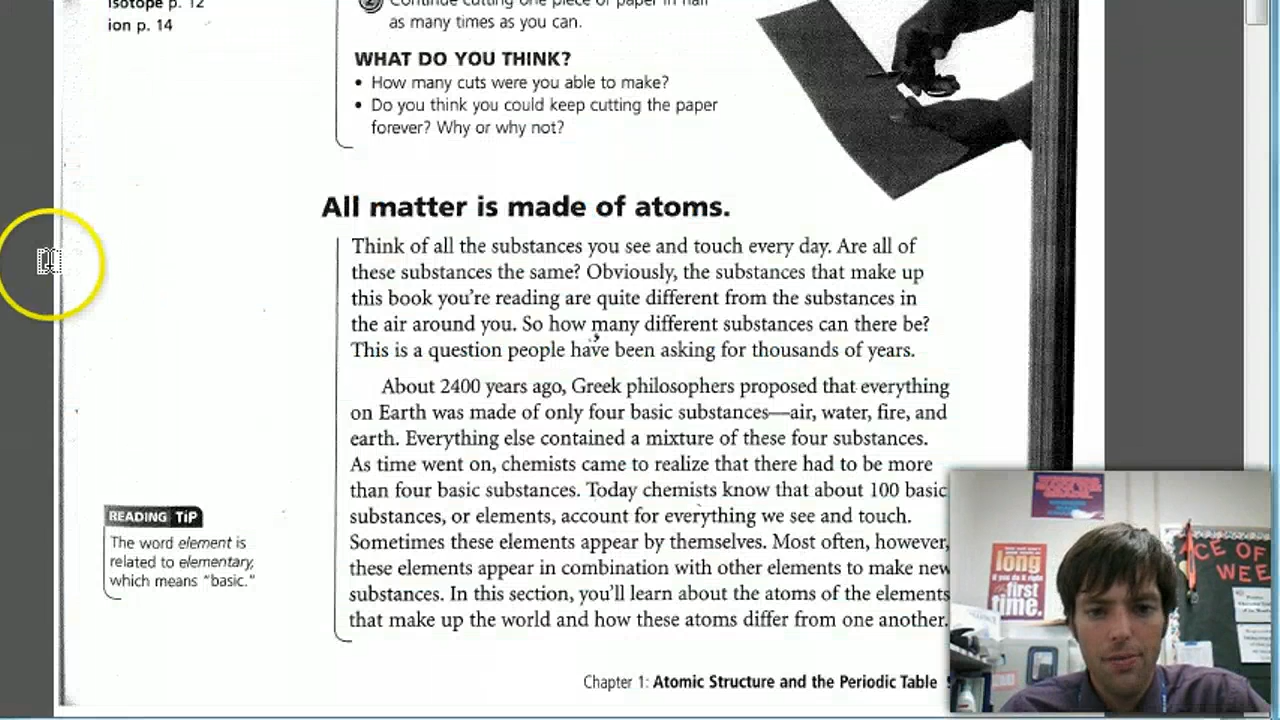 isotope p. 12
ion p. 14
2 Continue cutting one piece of paper in half
as many times as you can.
WHAT DO YOU THINK?
• How many cuts were you able to make?
• Do you think you could keep cutting the paper
forever? Why or why not?
All matter is made of atoms.
Think of all the substances you see and touch every day. Are all of
these substances the same? Obviously, the substances that make up
this book you're reading are quite different from the substances in
the air around you. So how many different substances can there be?
This is a question people have been asking for thousands of years.
About 2400 years ago, Greek philosophers proposed that everything
on Earth was made of only four basic substances—air, water, fire, and
earth. Everything else contained a mixture of these four substances.
As time went on, chemists came to realize that there had to be more
than four basic substances. Today chemists know that about 100 basic
substances, or elements, account for everything we see and touch.
Sometimes these elements appear by themselves. Most often, however,
these elements appear in combination with other elements to make new
substances. In this section, you'll learn about the atoms of the elements
that make up the world and how these atoms differ from one another.
READING TiP
The word element is
related to elementary,
which means "basic."
Chapter 1: Atomic Structure and the Periodic Table
long
first
time.
ACE OF
WEE